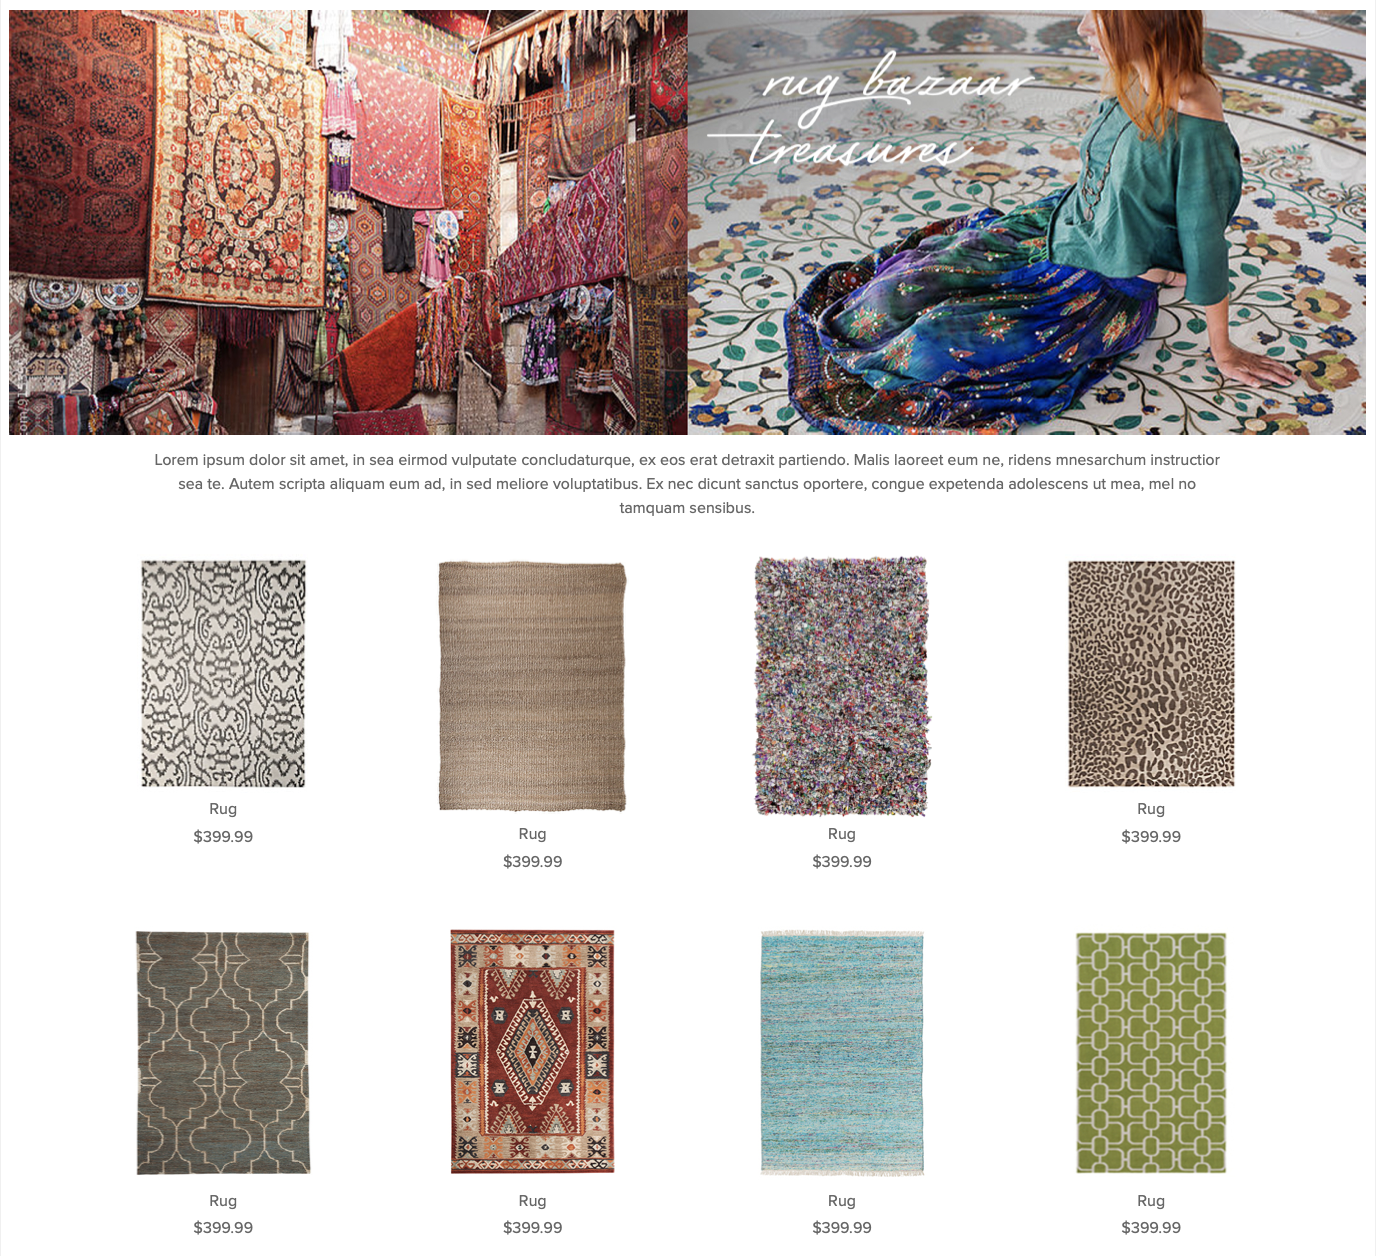 rug bazaar
treasures
Lorem ipsum dolor sit amet, in sea eirmod vulputate concludaturque, ex eos erat detraxit partiendo. Malis laoreet eum ne, ridens mnesarchum instructior
sea te. Autem scripta aliquam eum ad, in sed meliore voluptatibus. Ex nec dicunt sanctus oportere, congue expetenda adolescens ut mea, mel no
tamquam sensibus.
Rug
$399.99
Rug
$399.99
Rug
$399.99
Rug
$399.99
Rug
$399.99
Rug
$399.99
Rug
$399.99
Rug
$399.99